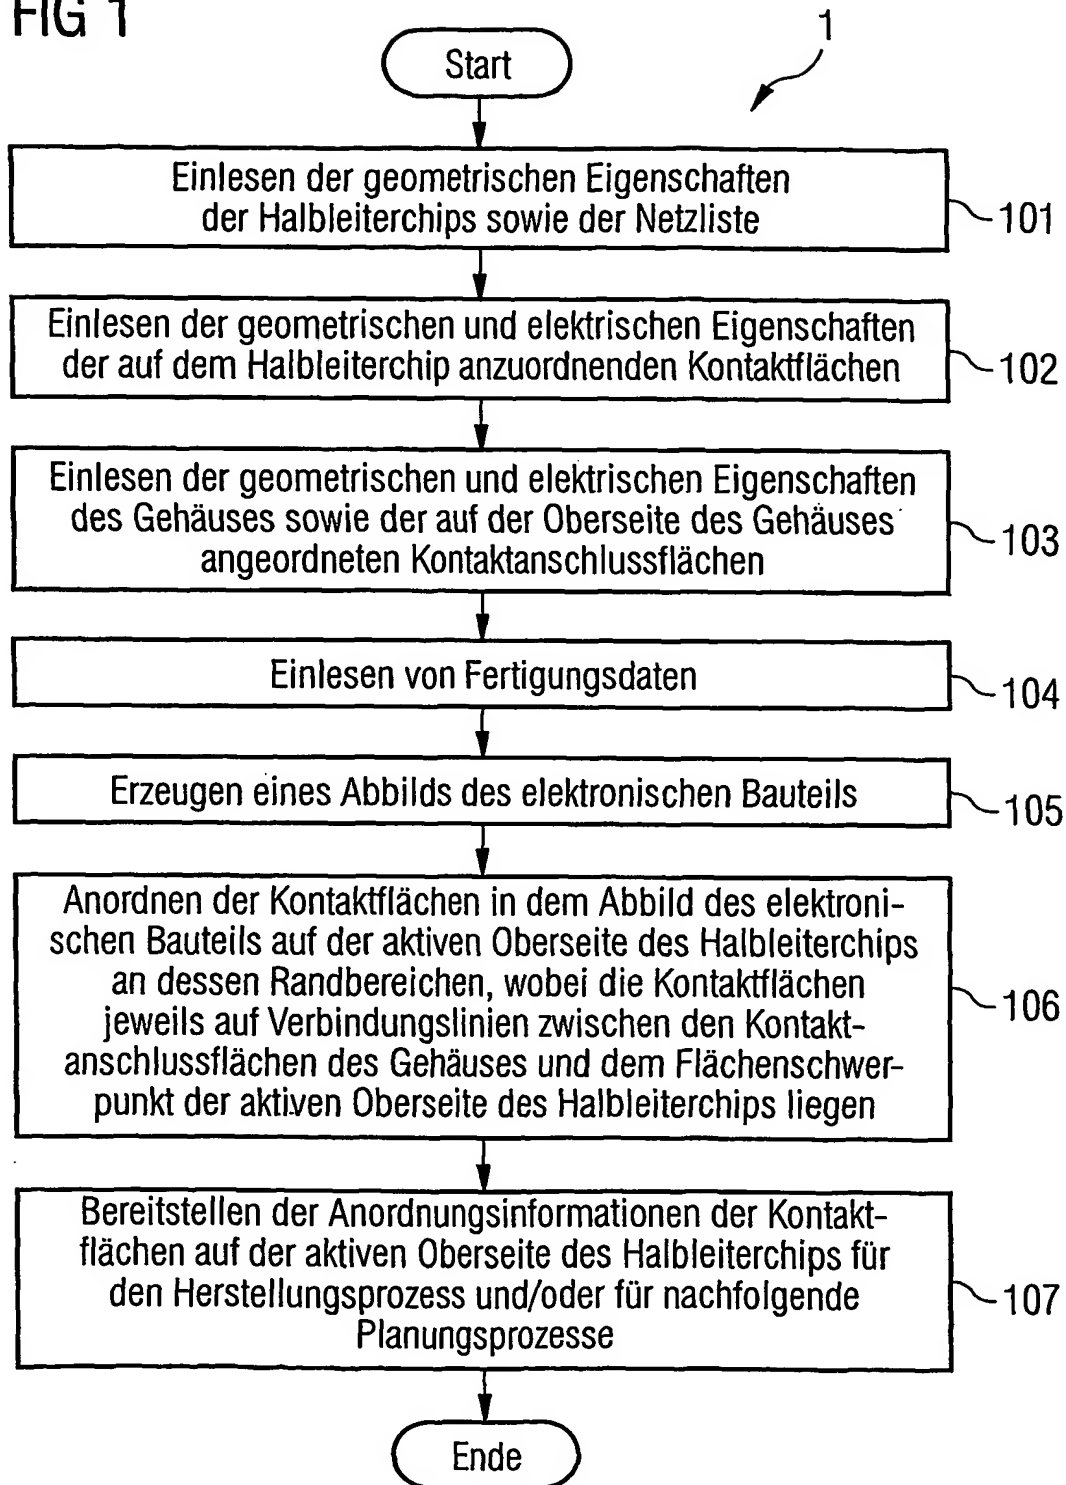 FIG 1
1
Start
Einlesen der geometrischen Eigenschaften
der Halbleiterchips sowie der Netzliste
101
Einlesen der geometrischen und elektrischen Eigenschaften
der auf dem Halbleiterchip anzuordnenden Kontaktflächen
102
Einlesen der geometrischen und elektrischen Eigenschaften
des Gehäuses sowie der auf der Oberseite des Gehäuses
angeordneten Kontaktanschlussflächen
103
Einlesen von Fertigungsdaten
104
Erzeugen eines Abbilds des elektronischen Bauteils
105
Anordnen der Kontaktflächen in dem Abbild des elektroni-
schen Bauteils auf der aktiven Oberseite des Halbleiterchips
an dessen Randbereichen, wobei die Kontaktflächen
jeweils auf Verbindungslinien zwischen den Kontakt-
anschlussflächen des Gehäuses und dem Flächenschwer-
punkt der aktiven Oberseite des Halbleiterchips liegen
106
Bereitstellen der Anordnungsinformationen der Kontakt-
flächen auf der aktiven Oberseite des Halbleiterchips für
den Herstellungsprozess und/oder für nachfolgende
Planungsprozesse
107
Ende